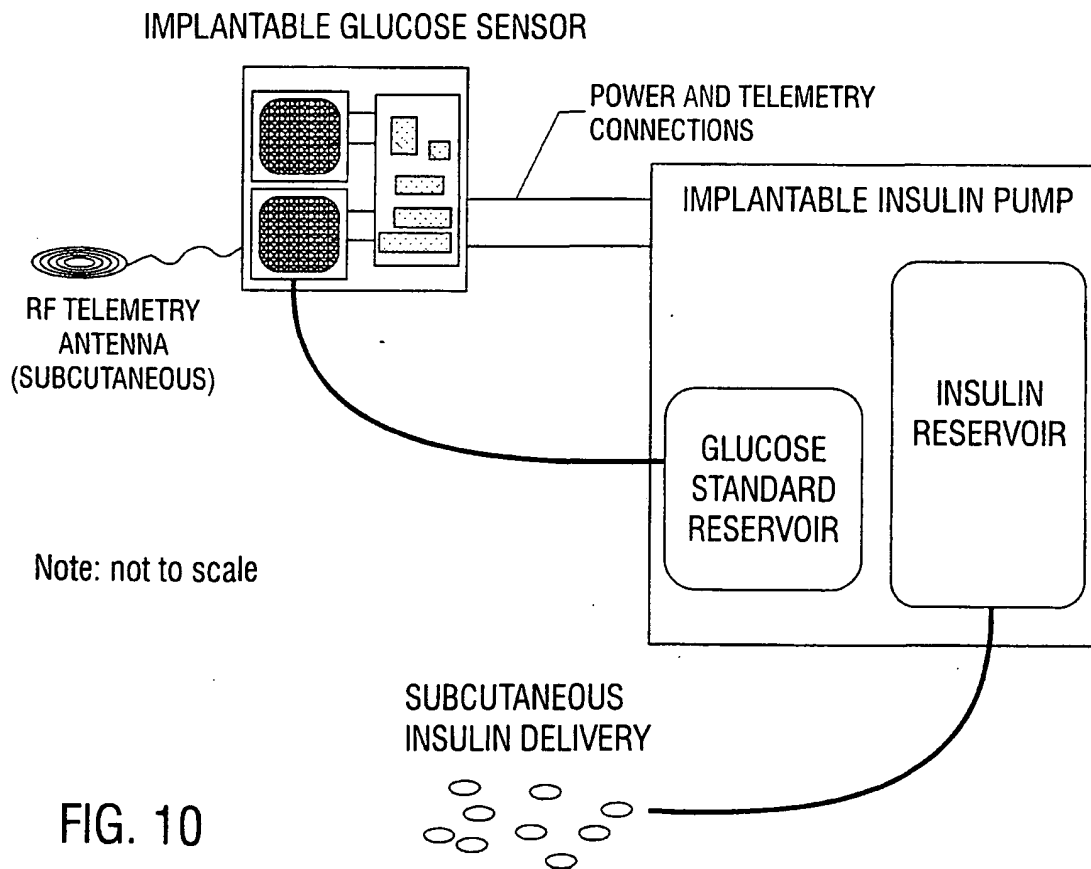 IMPLANTABLE GLUCOSE SENSOR
POWER AND TELEMETRY
CONNECTIONS
IMPLANTABLE INSULIN PUMP
RF TELEMETRY
ANTENNA
(SUBCUTANEOUS)
INSULIN
RESERVOIR
GLUCOSE
STANDARD
RESERVOIR
Note: not to scale
SUBCUTANEOUS
INSULIN DELIVERY
FIG. 10